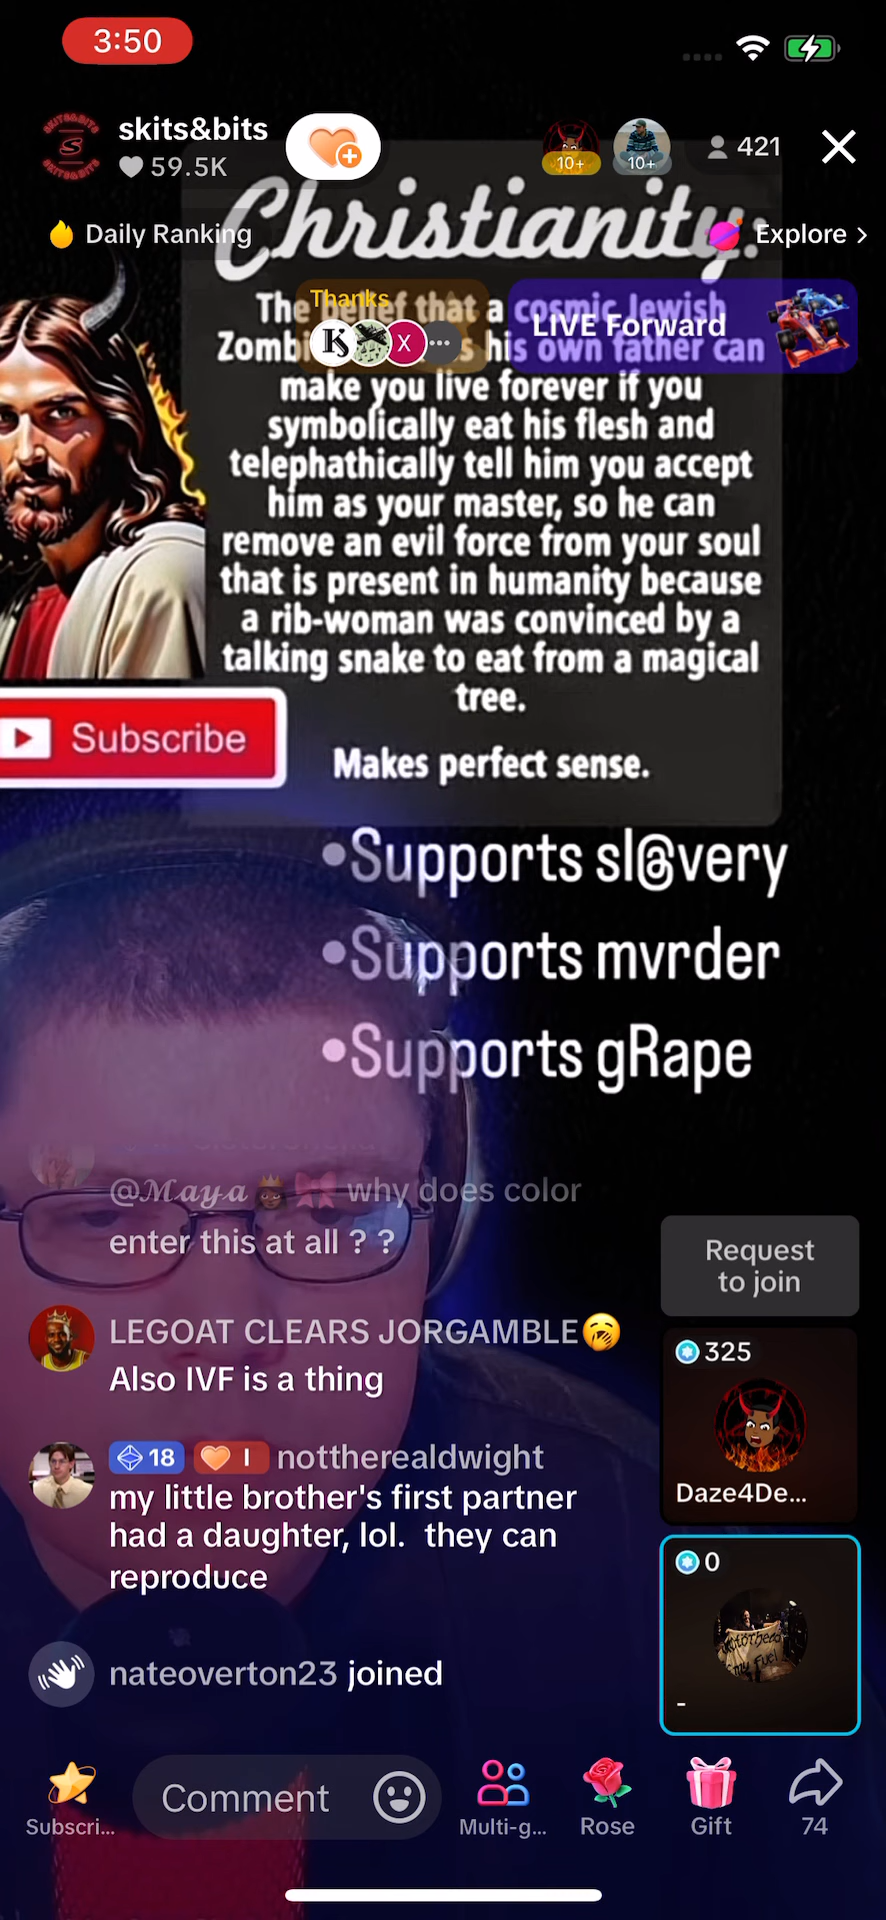 3:50
skits&bits
59.5K
10+
10+
421
Daily Ranking
Explore >
Christianity:
The belief that a cosmic Jewish
Thanks
LIVE Forward
his own father can
make you live forever if you
symbolically eat his flesh and
telephathically tell him you accept
him as your master, so he can
remove an evil force from your soul
that is present in humanity because
a rib-woman was convinced by a
talking snake to eat from a magical
tree.
Makes perfect sense.
Subscribe
•Supports sl@very
•Supports mvrder
•Supports gRape
@Maya why does color
enter this at all ? ?
Request
to join
LEGOAT CLEARS JORGAMBLE
Also IVF is a thing
325
Daze4De...
18 I nottherealdwight
my little brother's first partner
had a daughter, lol. they can
reproduce
0
my Fuel
-
nateoverton23 joined
Comment
Subscri...
Multi-g...
Rose
Gift
74